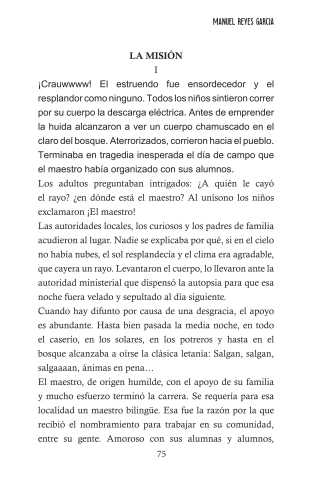 MANUEL REYES GARCIA
LA MISIÓN
I
¡Crauwwww! El estruendo fue ensordecedor y el
resplandor como ninguno. Todos los niños sintieron correr
por su cuerpo la descarga eléctrica. Antes de emprender
la huida alcanzaron a ver un cuerpo chamuscado en el
claro del bosque. Aterrorizados, corrieron hacia el pueblo.
Terminaba en tragedia inesperada el día de campo que
el maestro había organizado con sus alumnos.
Los adultos preguntaban intrigados: ¿A quién le cayó
el rayo? ¿en dónde está el maestro? Al unísono los niños
exclamaron ¡El maestro!
Las autoridades locales, los curiosos y los padres de familia
acudieron al lugar. Nadie se explicaba por qué, si en el cielo
no había nubes, el sol resplandecía y el clima era agradable,
que cayera un rayo. Levantaron el cuerpo, lo llevaron ante la
autoridad ministerial que dispensó la autopsia para que esa
noche fuera velado y sepultado al día siguiente.
Cuando hay difunto por causa de una desgracia, el apoyo
es abundante. Hasta bien pasada la media noche, en todo
el caserío, en los solares, en los potreros y hasta en el
bosque alcanzaba a oírse la clásica letanía: Salgan, salgan,
salgaaaan, ánimas en pena…
El maestro, de origen humilde, con el apoyo de su familia
y mucho esfuerzo terminó la carrera. Se requería para esa
localidad un maestro bilingüe. Esa fue la razón por la que
recibió el nombramiento para trabajar en su comunidad,
entre su gente. Amoroso con sus alumnas y alumnos,
75